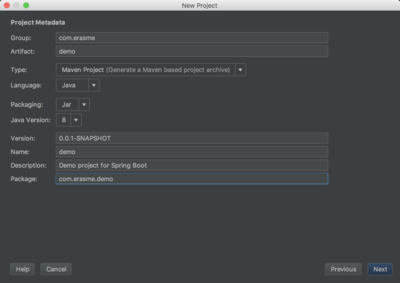 New Project
Project Metadata
Group: com.erasme
Artifact: demo
Type: Maven Project (Generate a Maven based project archive)
Language: Java
Packaging: Jar
Java Version: 8
Version: 0.0.1-SNAPSHOT
Name: demo
Description: Demo project for Spring Boot
Package: com.erasme.demo
Help Cancel Previous Next